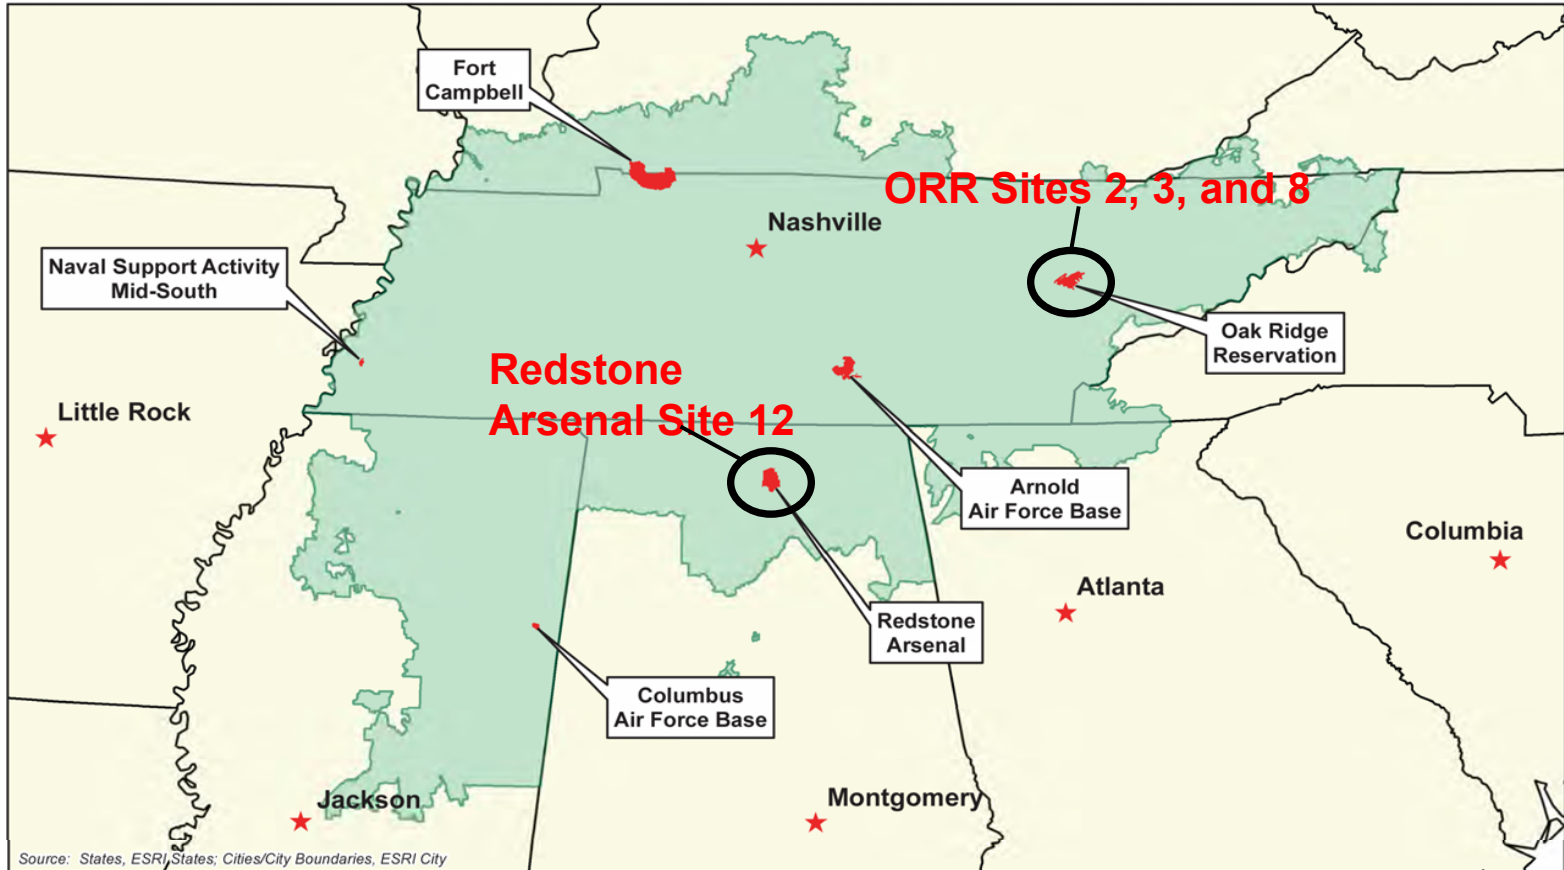 Fort
Campbell
ORR Sites 2, 3, and 8
Nashville
Naval Support Activity
Mid-South
Oak Ridge
Reservation
Redstone
Arsenal Site 12
Little Rock
Arnold
Air Force Base
Columbia
Atlanta
Redstone
Arsenal
Columbus
Air Force Base
Jackson
Montgomery
Source: States, ESRI States; Cities/City Boundaries, ESRI City